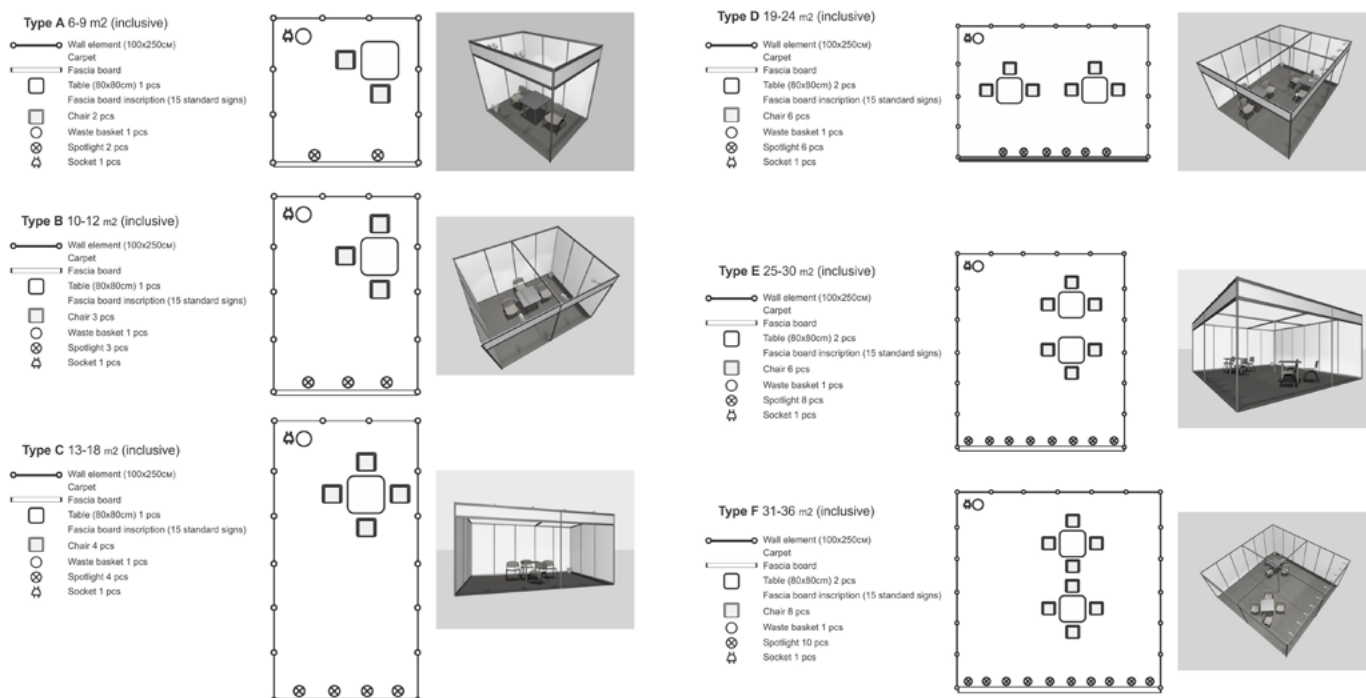 Type A 6-9 m2 (inclusive)
Wall element (100x250см)
Carpet
Fascia board
Table (80x80cm) 1 pcs
Fascia board inscription (15 standard signs)
Chair 2 pcs
Waste basket 1 pcs
Spotlight 2 pcs
Socket 1 pcs
Type B 10-12 m2 (inclusive)
Wall element (100x250см)
Carpet
Fascia board
Table (80x80cm) 1 pcs
Fascia board inscription (15 standard signs)
Chair 3 pcs
Waste basket 1 pcs
Spotlight 3 pcs
Socket 1 pcs
Type C 13-18 m2 (inclusive)
Wall element (100x250см)
Carpet
Fascia board
Table (80x80cm) 1 pcs
Fascia board inscription (15 standard signs)
Chair 4 pcs
Waste basket 1 pcs
Spotlight 4 pcs
Socket 1 pcs
Type D 19-24 m2 (inclusive)
Wall element (100x250см)
Carpet
Fascia board
Table (80x80cm) 2 pcs
Fascia board inscription (15 standard signs)
Chair 6 pcs
Waste basket 1 pcs
Spotlight 6 pcs
Socket 1 pcs
Type E 25-30 m2 (inclusive)
Wall element (100x250см)
Carpet
Fascia board
Table (80x80cm) 2 pcs
Fascia board inscription (15 standard signs)
Chair 6 pcs
Waste basket 1 pcs
Spotlight 8 pcs
Socket 1 pcs
Type F 31-36 m2 (inclusive)
Wall element (100x250см)
Carpet
Fascia board
Table (80x80cm) 2 pcs
Fascia board inscription (15 standard signs)
Chair 8 pcs
Waste basket 1 pcs
Spotlight 10 pcs
Socket 1 pcs